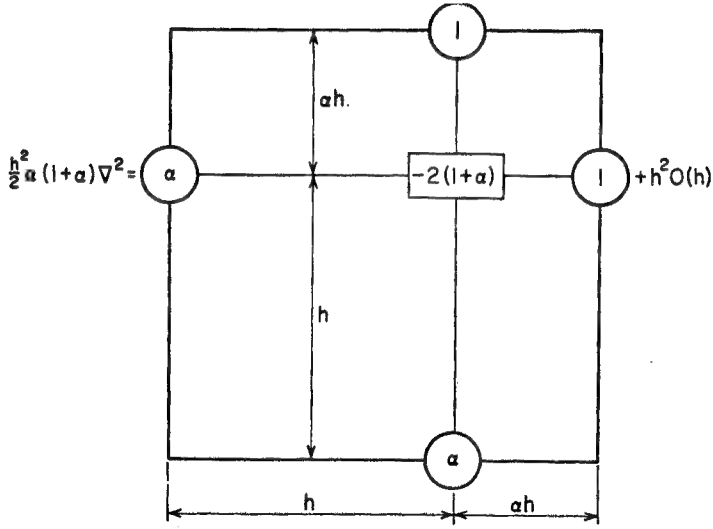 1
αh.
h²/2 α (1+α) ∇² = α -2(1+α) 1 + h²O(h)
h
α
h αh